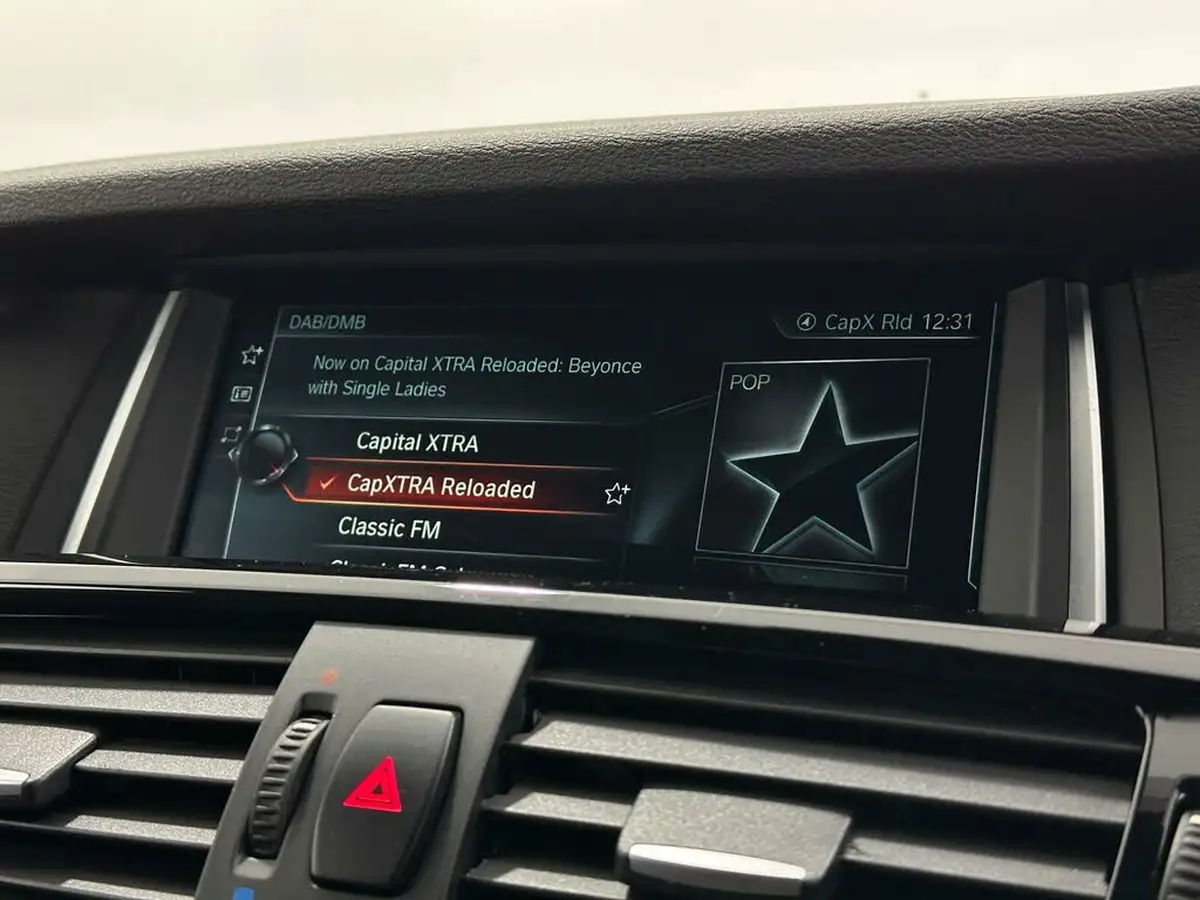 DAB/DMB
CapX Rld 12:31
Now on Capital XTRA Reloaded: Beyonce
with Single Ladies
POP
Capital XTRA
CapXTRA Reloaded
Classic FM